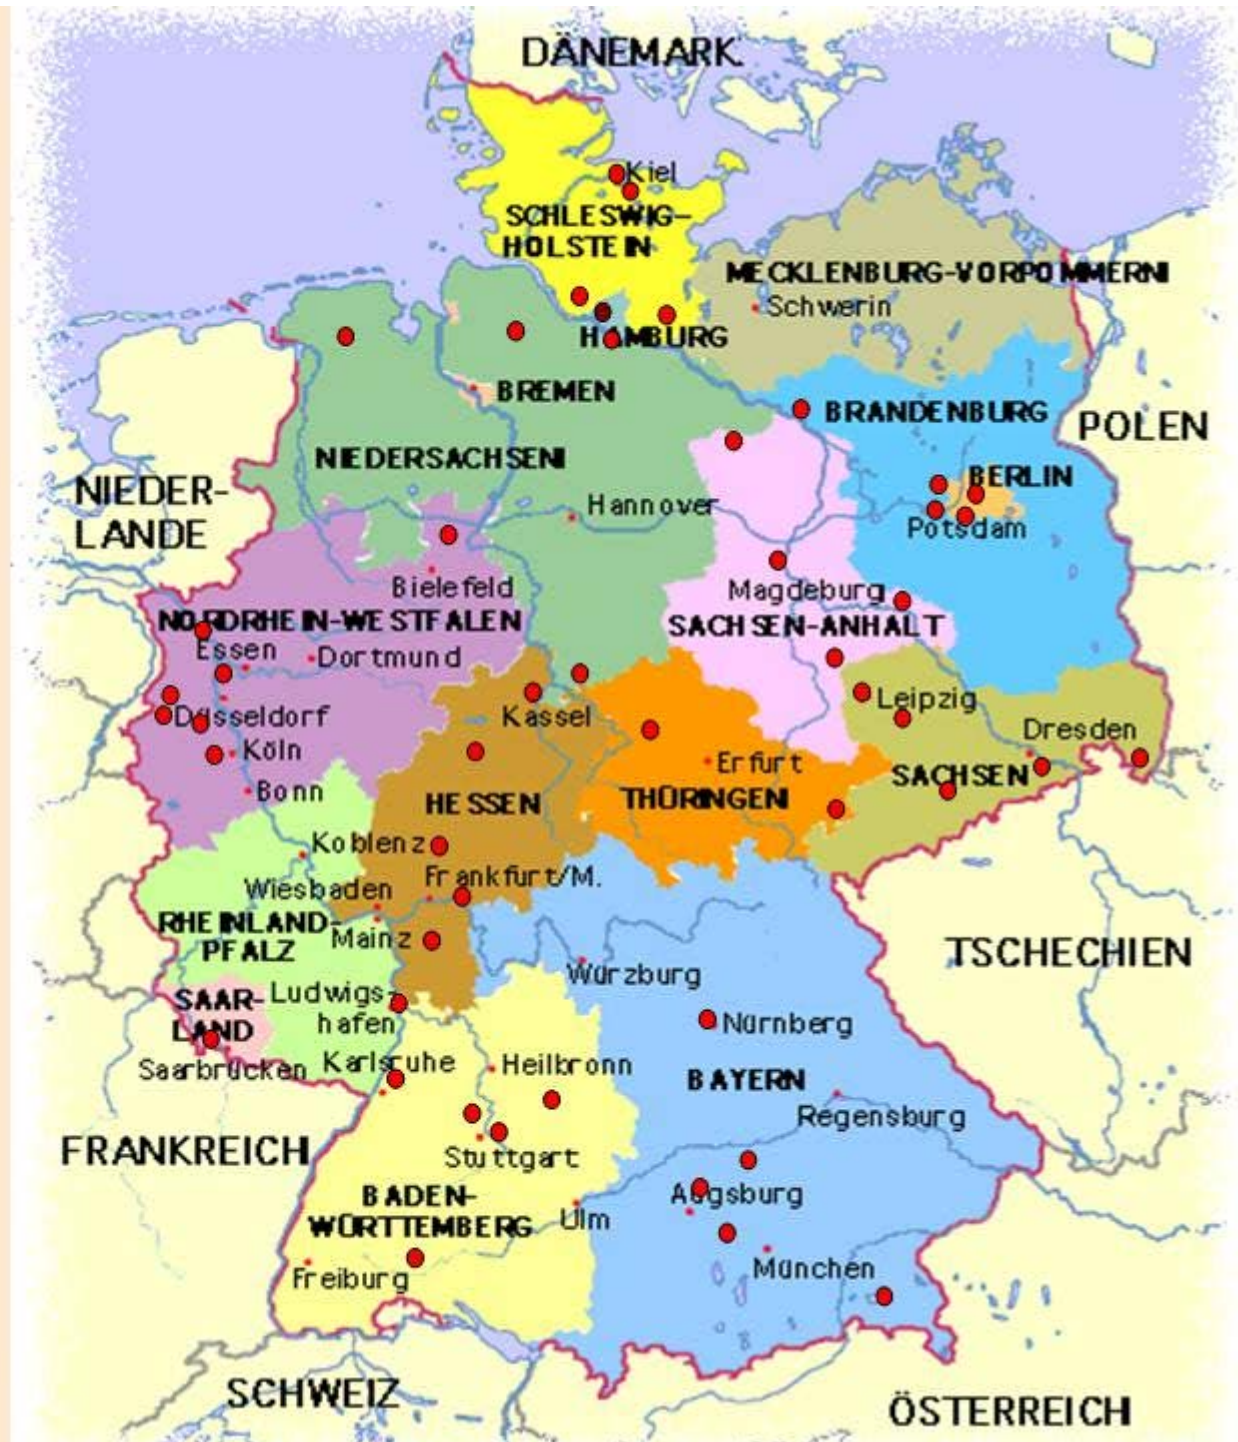 DÄNEMARK
Kiel
SCHLESWIG-
HOLSTEIN
MECKLENBURG-VORPOMMERN
Schwerin
HAMBURG
BREMEN
BRANDENBURG
POLEN
NIEDERSACHSEN
BERLIN
NIEDER-
LANDE
Hannover
Potsdam
Bielefeld
Magdeburg
NORDRHEIN-WESTFALEN
SACHSEN-ANHALT
Essen
Dortmund
Kassel
Leipzig
Düsseldorf
Dresden
Köln
Erfurt
SACHSEN
Bonn
HESSEN
THÜRINGEN
Koblenz
Frankfurt/M.
Wiesbaden
RHEINLAND-
PFALZ
Mainz
TSCHECHIEN
Würzburg
SAAR-
LAND
Ludwigs-
hafen
Nürnberg
Saarbrücken
Karlsruhe
Heilbronn
BAYERN
Regensburg
FRANKREICH
Stuttgart
BADEN-
WÜRTTEMBERG
Augsburg
Ulm
Freiburg
München
SCHWEIZ
ÖSTERREICH